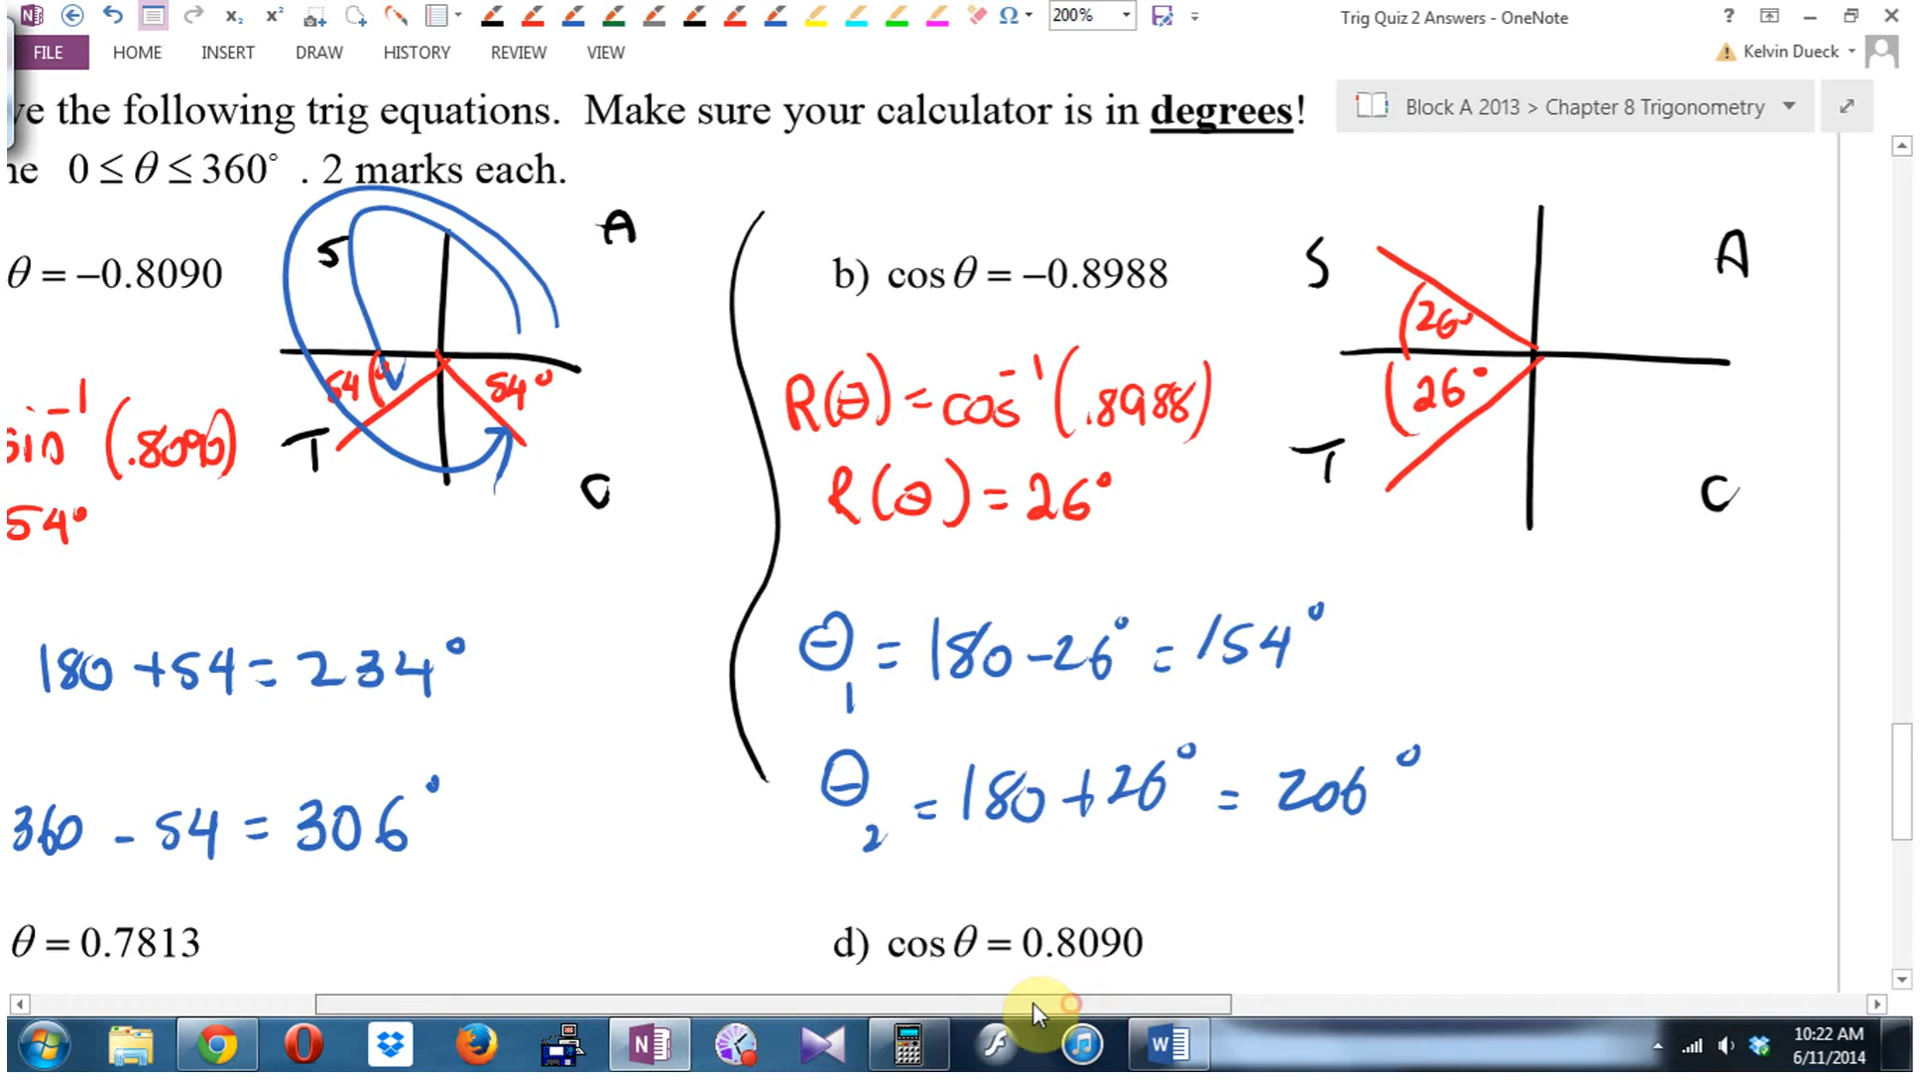 Trig Quiz 2 Answers - OneNote
200%
FILE HOME INSERT DRAW HISTORY REVIEW VIEW
Kelvin Dueck
Block A 2013 > Chapter 8 Trigonometry
ve the following trig equations. Make sure your calculator is in degrees!
ne 0 ≤ θ ≤ 360° . 2 marks each.
θ = −0.8090
S A
54° 54°
T C
sin⁻¹ (.8090)
54°
180 + 54 = 234°
360 - 54 = 306°
b) cos θ = −0.8988
S A
26°
26°
T C
R(θ) = cos⁻¹ (.8988)
R(θ) = 26°
θ₁ = 180 - 26° = 154°
θ₂ = 180 + 26° = 206°
θ = 0.7813
d) cos θ = 0.8090
10:22 AM
6/11/2014